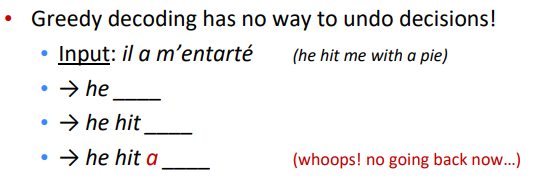 • Greedy decoding has no way to undo decisions!
• Input: il a m’entarté (he hit me with a pie)
• → he ____
• → he hit ____
• → he hit a ____ (whoops! no going back now…)